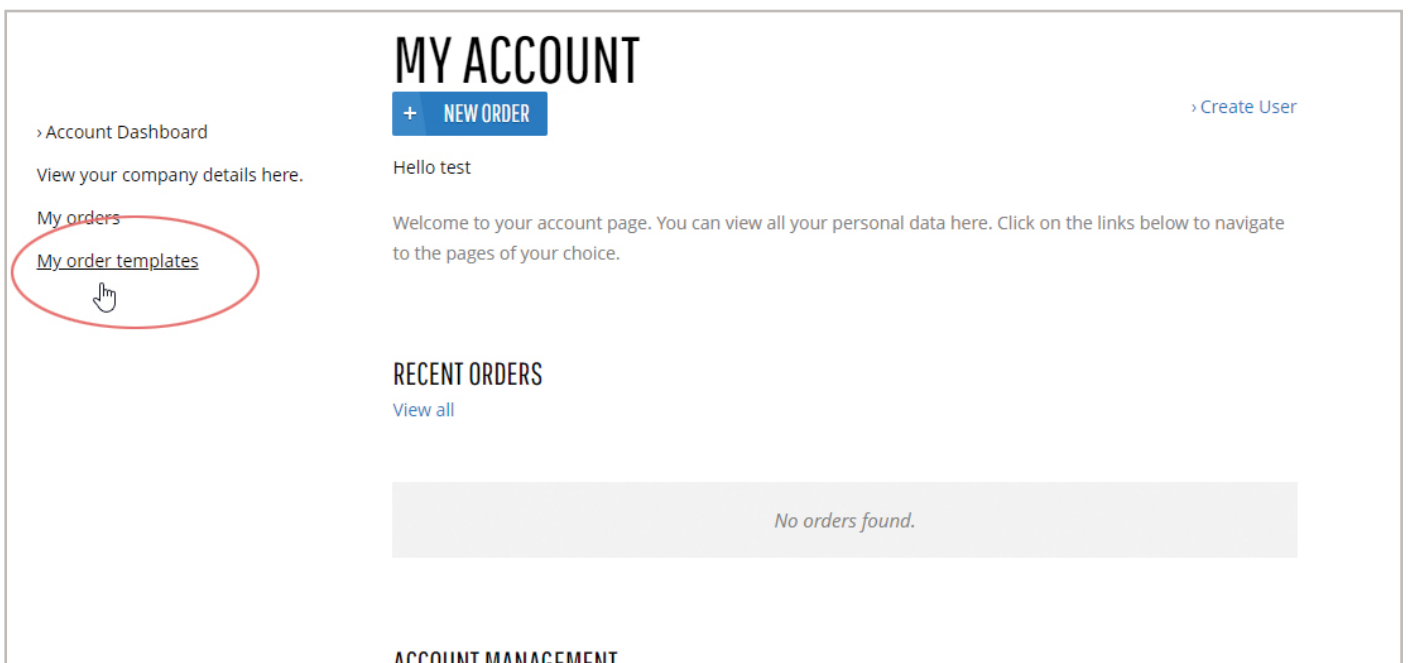 MY ACCOUNT
+ NEW ORDER
› Create User
› Account Dashboard
View your company details here.
My orders
My order templates
Hello test
Welcome to your account page. You can view all your personal data here. Click on the links below to navigate
to the pages of your choice.
RECENT ORDERS
View all
No orders found.
ACCOUNT MANAGEMENT